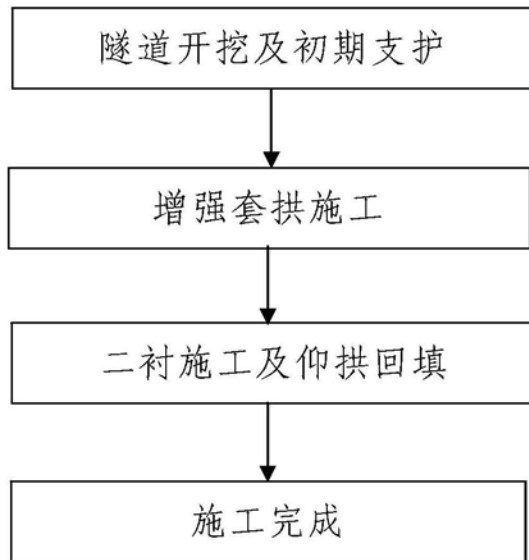 隧道开挖及初期支护
增强套拱施工
二衬施工及仰拱回填
施工完成